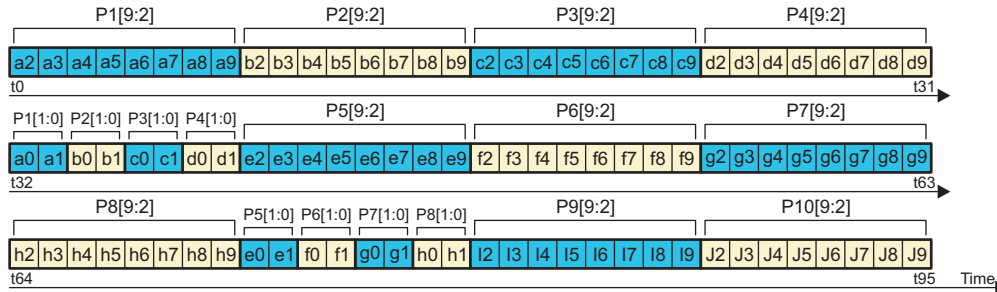 P1[9:2] P2[9:2] P3[9:2] P4[9:2]
a2 a3 a4 a5 a6 a7 a8 a9 b2 b3 b4 b5 b6 b7 b8 b9 c2 c3 c4 c5 c6 c7 c8 c9 d2 d3 d4 d5 d6 d7 d8 d9
t0 t31
P1[1:0] P2[1:0] P3[1:0] P4[1:0] P5[9:2] P6[9:2] P7[9:2]
a0 a1 b0 b1 c0 c1 d0 d1 e2 e3 e4 e5 e6 e7 e8 e9 f2 f3 f4 f5 f6 f7 f8 f9 g2 g3 g4 g5 g6 g7 g8 g9
t32 t63
P8[9:2] P5[1:0] P6[1:0] P7[1:0] P8[1:0] P9[9:2] P10[9:2]
h2 h3 h4 h5 h6 h7 h8 h9 e0 e1 f0 f1 g0 g1 h0 h1 I2 I3 I4 I5 I6 I7 I8 I9 J2 J3 J4 J5 J6 J7 J8 J9
t64 t95 Time